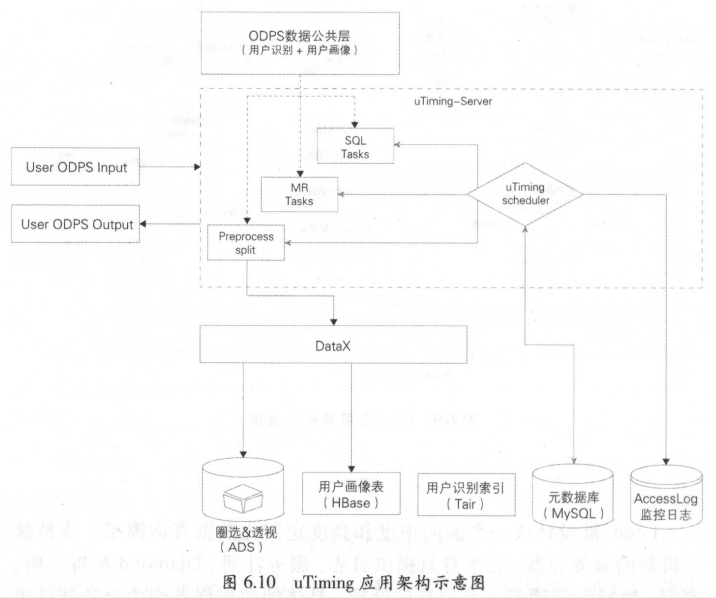 ODPS数据公共层
（用户识别 + 用户画像）
uTiming-Server
SQL
Tasks
User ODPS Input
MR
Tasks
uTiming
scheduler
User ODPS Output
Preprocess
split
DataX
圈选&透视
（ADS）
用户画像表
（HBase）
用户识别索引
（Tair）
元数据库
（MySQL）
AccessLog
监控日志
图 6.10 uTiming 应用架构示意图